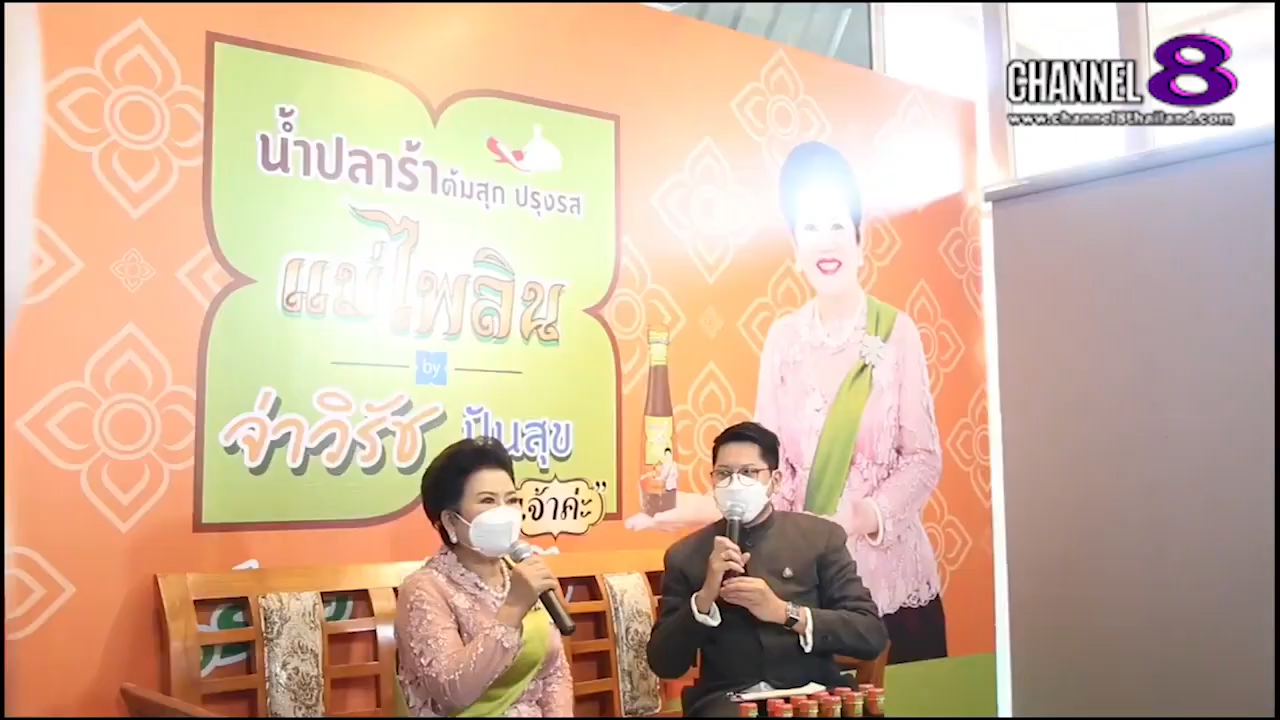 CHANNEL 8
www.channel8thailand.com
น้ำปลาร้าต้มสุก ปรุงรส
แม่ไพลิน
by
จ่าวิรัช ปันสุข
เจ้าค่ะ”